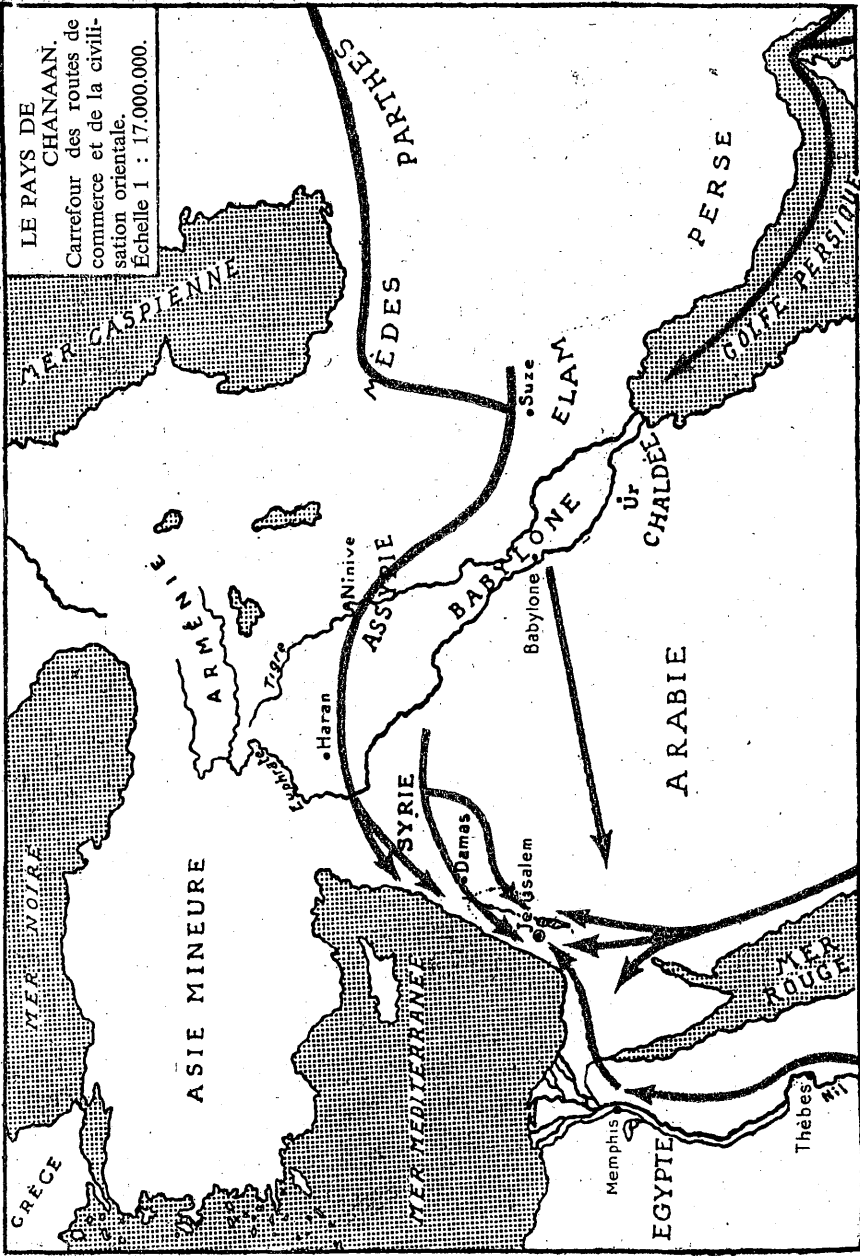 LE PAYS DE
CHANAAN.
Carrefour des routes de
commerce et de la civili-
sation orientale.
Échelle 1 : 17.000.000.
GRÈCE
MER NOIRE
MER CASPIENNE
ASIE MINEURE
ARMÉNIE
PARTHES
MÈDES
Tigre
Euphrate
Haran
Ninive
ASSYRIE
SYRIE
Damas
Jérusalem
MER MÉDITERRANÉE
BABYLONE
Babylone
Suze
ELAM
Ur
CHALDÉE
PERSE
GOLFE PERSIQUE
ARABIE
MER
ROUGE
Memphis
EGYPTE
Thèbes
Nil